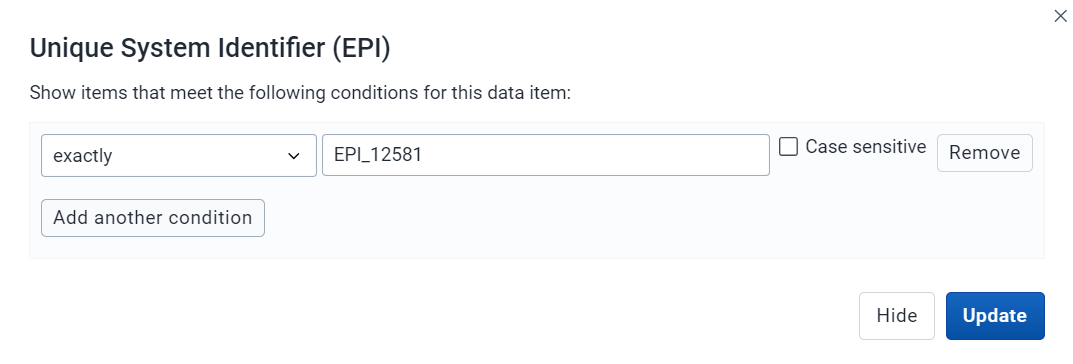 Unique System Identifier (EPI)
Show items that meet the following conditions for this data item:
exactly EPI_12581 Case sensitive Remove
Add another condition
Hide Update